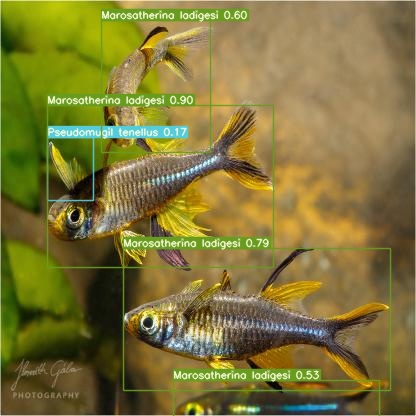 Marosatherina ladigesi 0.60
Marosatherina ladigesi 0.90
Pseudomugil tenellus 0.17
Marosatherina ladigesi 0.79
Marosatherina ladigesi 0.53
PHOTOGRAPHY